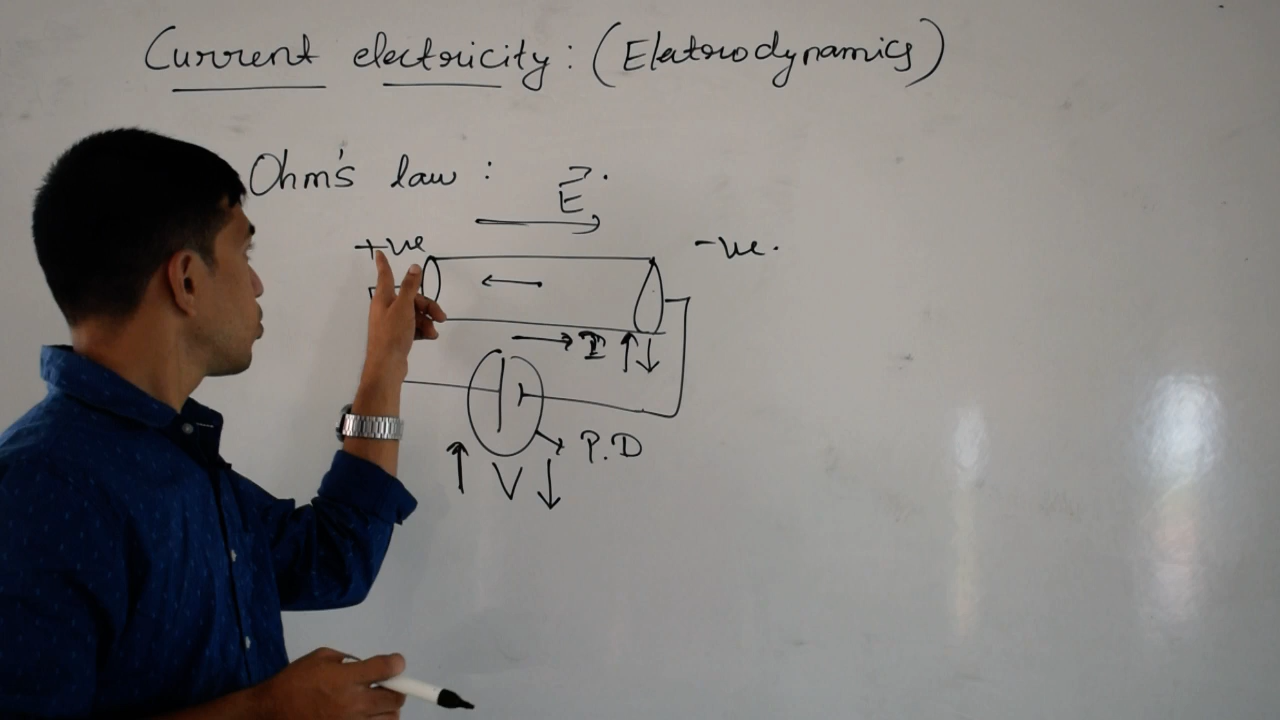 Current electricity : (Elatrodynamics)
Ohm's law :
E
+ve
-ve.
I
P.D
V